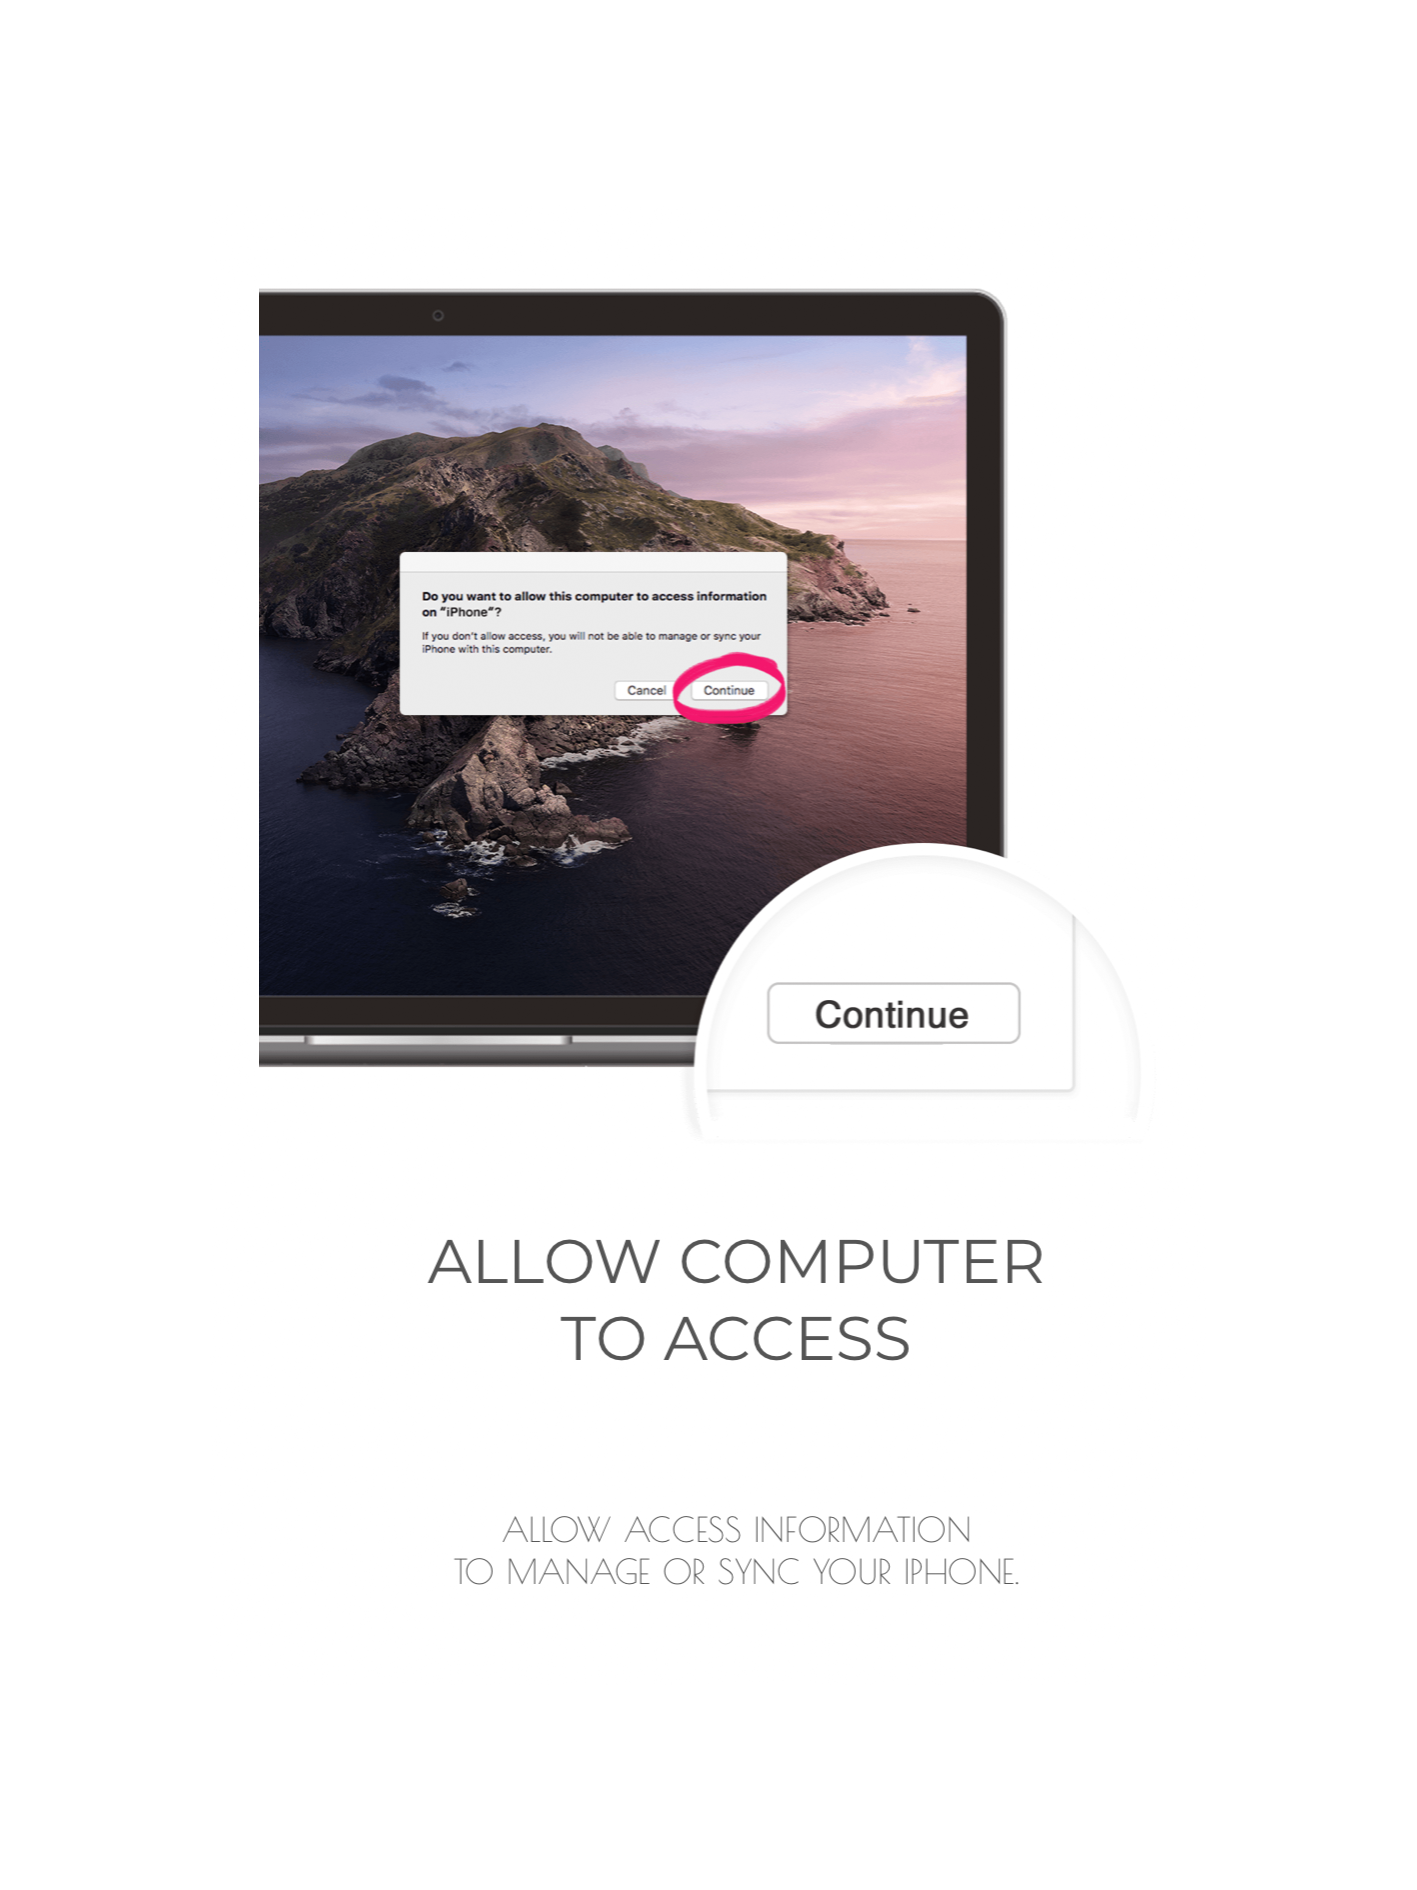 Do you want to allow this computer to access information
on “iPhone”?
If you don't allow access, you will not be able to manage or sync your
iPhone with this computer.
Cancel
Continue
Continue
ALLOW COMPUTER
TO ACCESS
ALLOW ACCESS INFORMATION
TO MANAGE OR SYNC YOUR IPHONE.